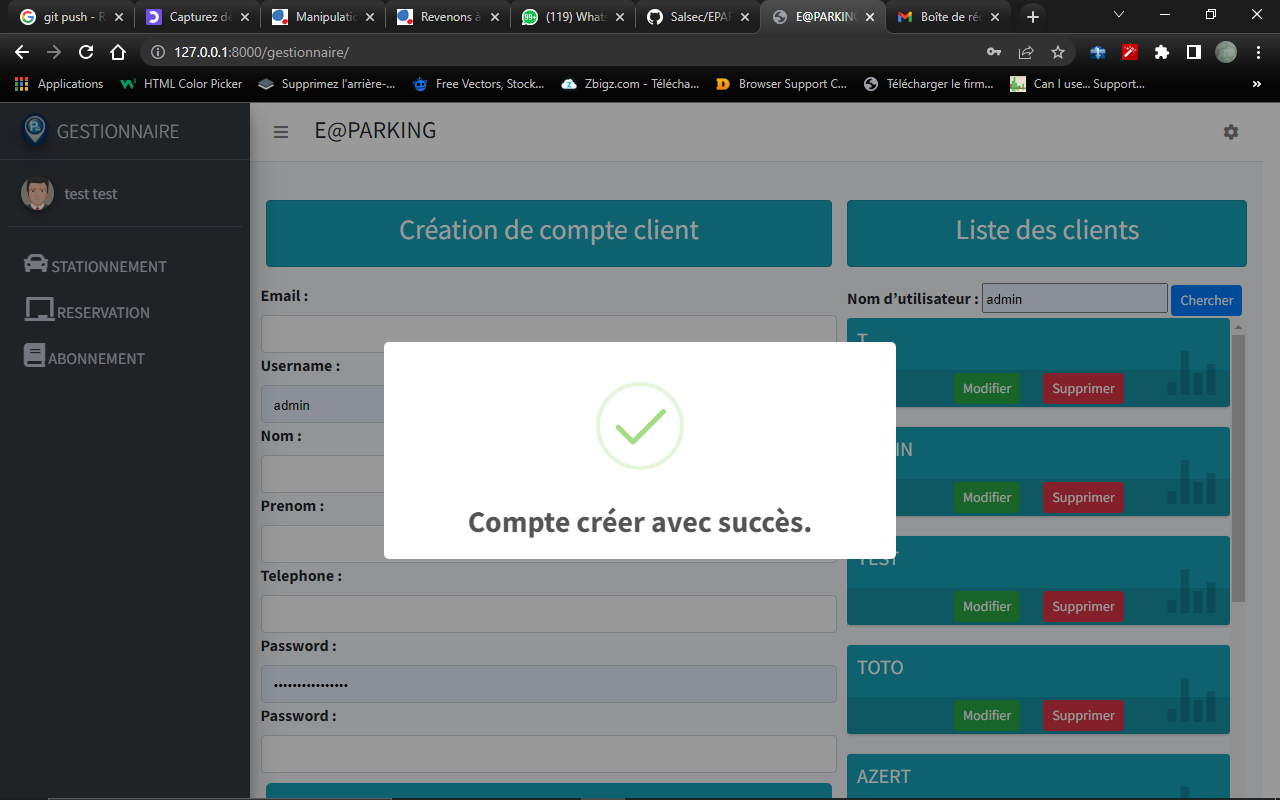 git push - R
Capturez de
Manipulatio
Revenons à
(119) Whats
Salsec/EPAR
E@PARKIN
Boîte de réc
127.0.0.1:8000/gestionnaire/
Applications
HTML Color Picker
Supprimez l'arrière-...
Free Vectors, Stock...
Zbigz.com - Télécha...
Browser Support C...
Télécharger le firm...
Can I use... Support...
»
GESTIONNAIRE
E@PARKING
test test
STATIONNEMENT
RESERVATION
ABONNEMENT
Création de compte client
Email :
Username :
admin
Nom :
Prenom :
Telephone :
Password :
Password :
Liste des clients
Nom d’utilisateur :
admin
Chercher
Modifier
Supprimer
IN
Modifier
Supprimer
TEST
Modifier
Supprimer
TOTO
Modifier
Supprimer
AZERT
Compte créer avec succès.